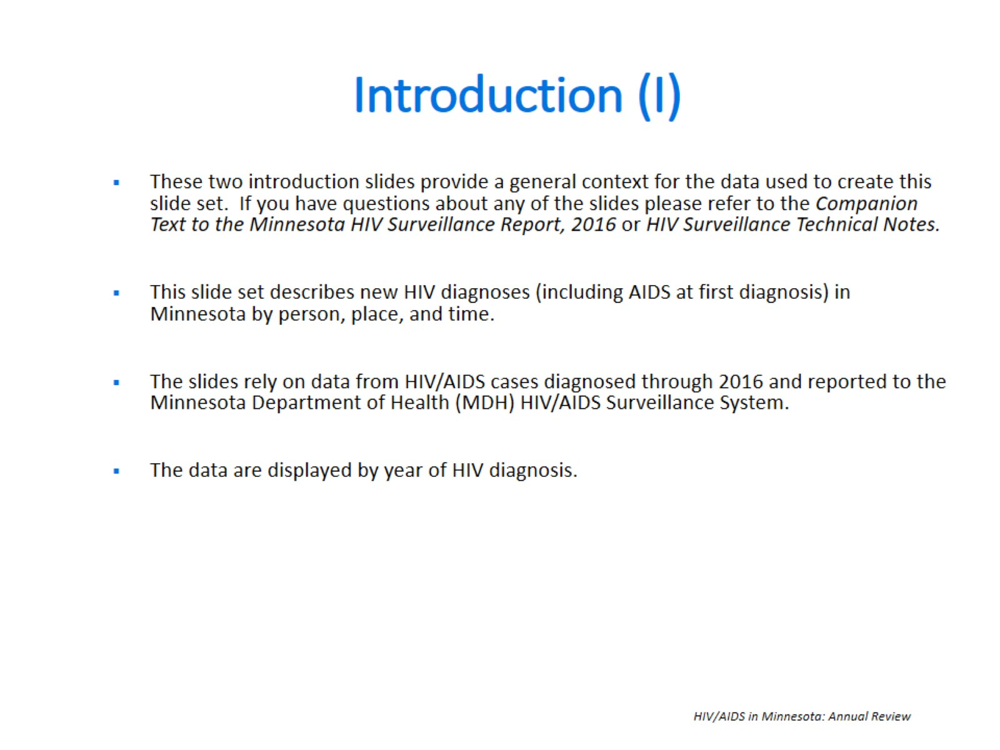 Introduction (I)
▪ These two introduction slides provide a general context for the data used to create this
slide set.  If you have questions about any of the slides please refer to the Companion
Text to the Minnesota HIV Surveillance Report, 2016 or HIV Surveillance Technical Notes.
▪ This slide set describes new HIV diagnoses (including AIDS at first diagnosis) in
Minnesota by person, place, and time.
▪ The slides rely on data from HIV/AIDS cases diagnosed through 2016 and reported to the
Minnesota Department of Health (MDH) HIV/AIDS Surveillance System.
▪ The data are displayed by year of HIV diagnosis.
HIV/AIDS in Minnesota: Annual Review